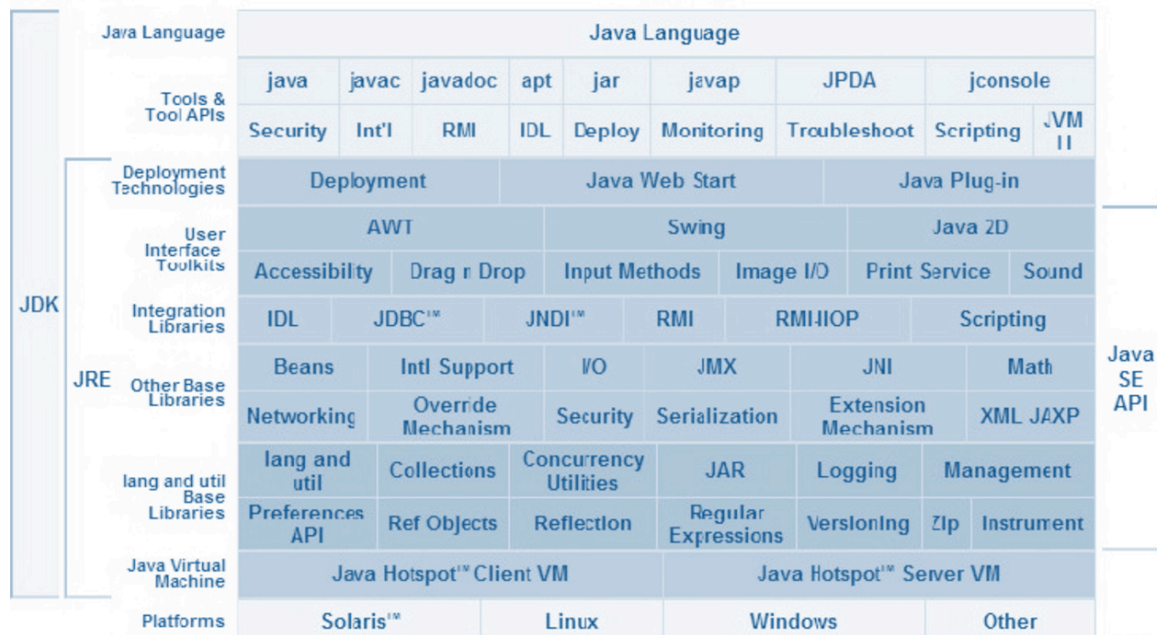 Java Language
Java Language
Tools &
Tool APIs
java javac javadoc apt jar javap JPDA jconsole
Security Int'l RMI IDL Deploy Monitoring Troubleshoot Scripting JVM
TI
Deployment
Technologies
Deployment Java Web Start Java Plug-in
User
Interface
Toolkits
AWT Swing Java 2D
Accessibility Drag n Drop Input Methods Image I/O Print Service Sound
JDK
Integration
Libraries
IDL JDBC™ JNDI™ RMI RMI-IIOP Scripting
JRE
Other Base
Libraries
Beans Intl Support I/O JMX JNI Math
Networking Override
Mechanism Security Serialization Extension
Mechanism XML JAXP
Java
SE
API
lang and util
Base
Libraries
lang and
util Collections Concurrency
Utilities JAR Logging Management
Preferences
API Ref Objects Reflection Regular
Expressions Versioning Zip Instrument
Java Virtual
Machine
Java Hotspot™ Client VM Java Hotspot™ Server VM
Platforms
Solaris™ Linux Windows Other